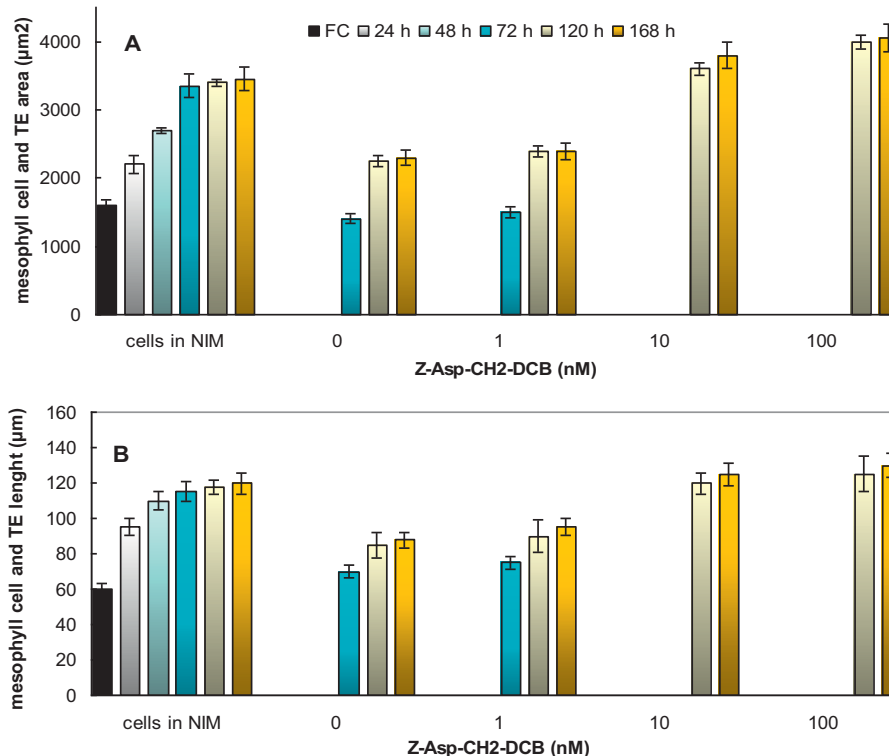 A
FC 24 h 48 h 72 h 120 h 168 h
mesophyll cell and TE area (µm2)
4000
3000
2000
1000
0
cells in NIM 0 1 10 100
Z-Asp-CH2-DCB (nM)
B
mesophyll cell and TE lenght (µm)
160
140
120
100
80
60
40
20
0
cells in NIM 0 1 10 100
Z-Asp-CH2-DCB (nM)